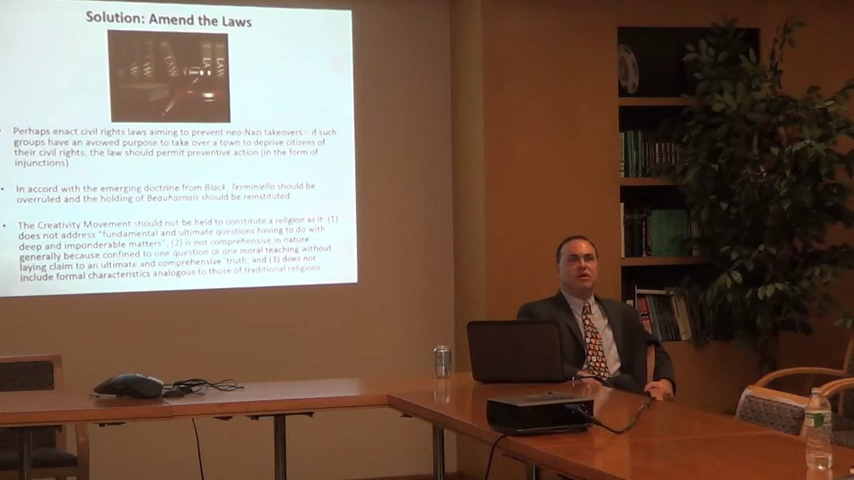 Solution: Amend the Laws
LAW
Perhaps enact civil rights laws aiming to prevent neo-Nazi takeovers – if such
groups have an avowed purpose to take over a town to deprive citizens of
their civil rights, the law should permit preventive action (in the form of
injunctions)
• In accord with the emerging doctrine from Black, Terminiello should be
overruled and the holding of Beauharnais should be reinstituted
• The Creativity Movement should not be held to constitute a religion as it: (1)
does not address "fundamental and ultimate questions having to do with
deep and imponderable matters", (2) is not comprehensive in nature
generally because confined to one question or one moral teaching without
laying claim to an ultimate and comprehensive 'truth, and (3) does not
include formal characteristics analogous to those of traditional religions